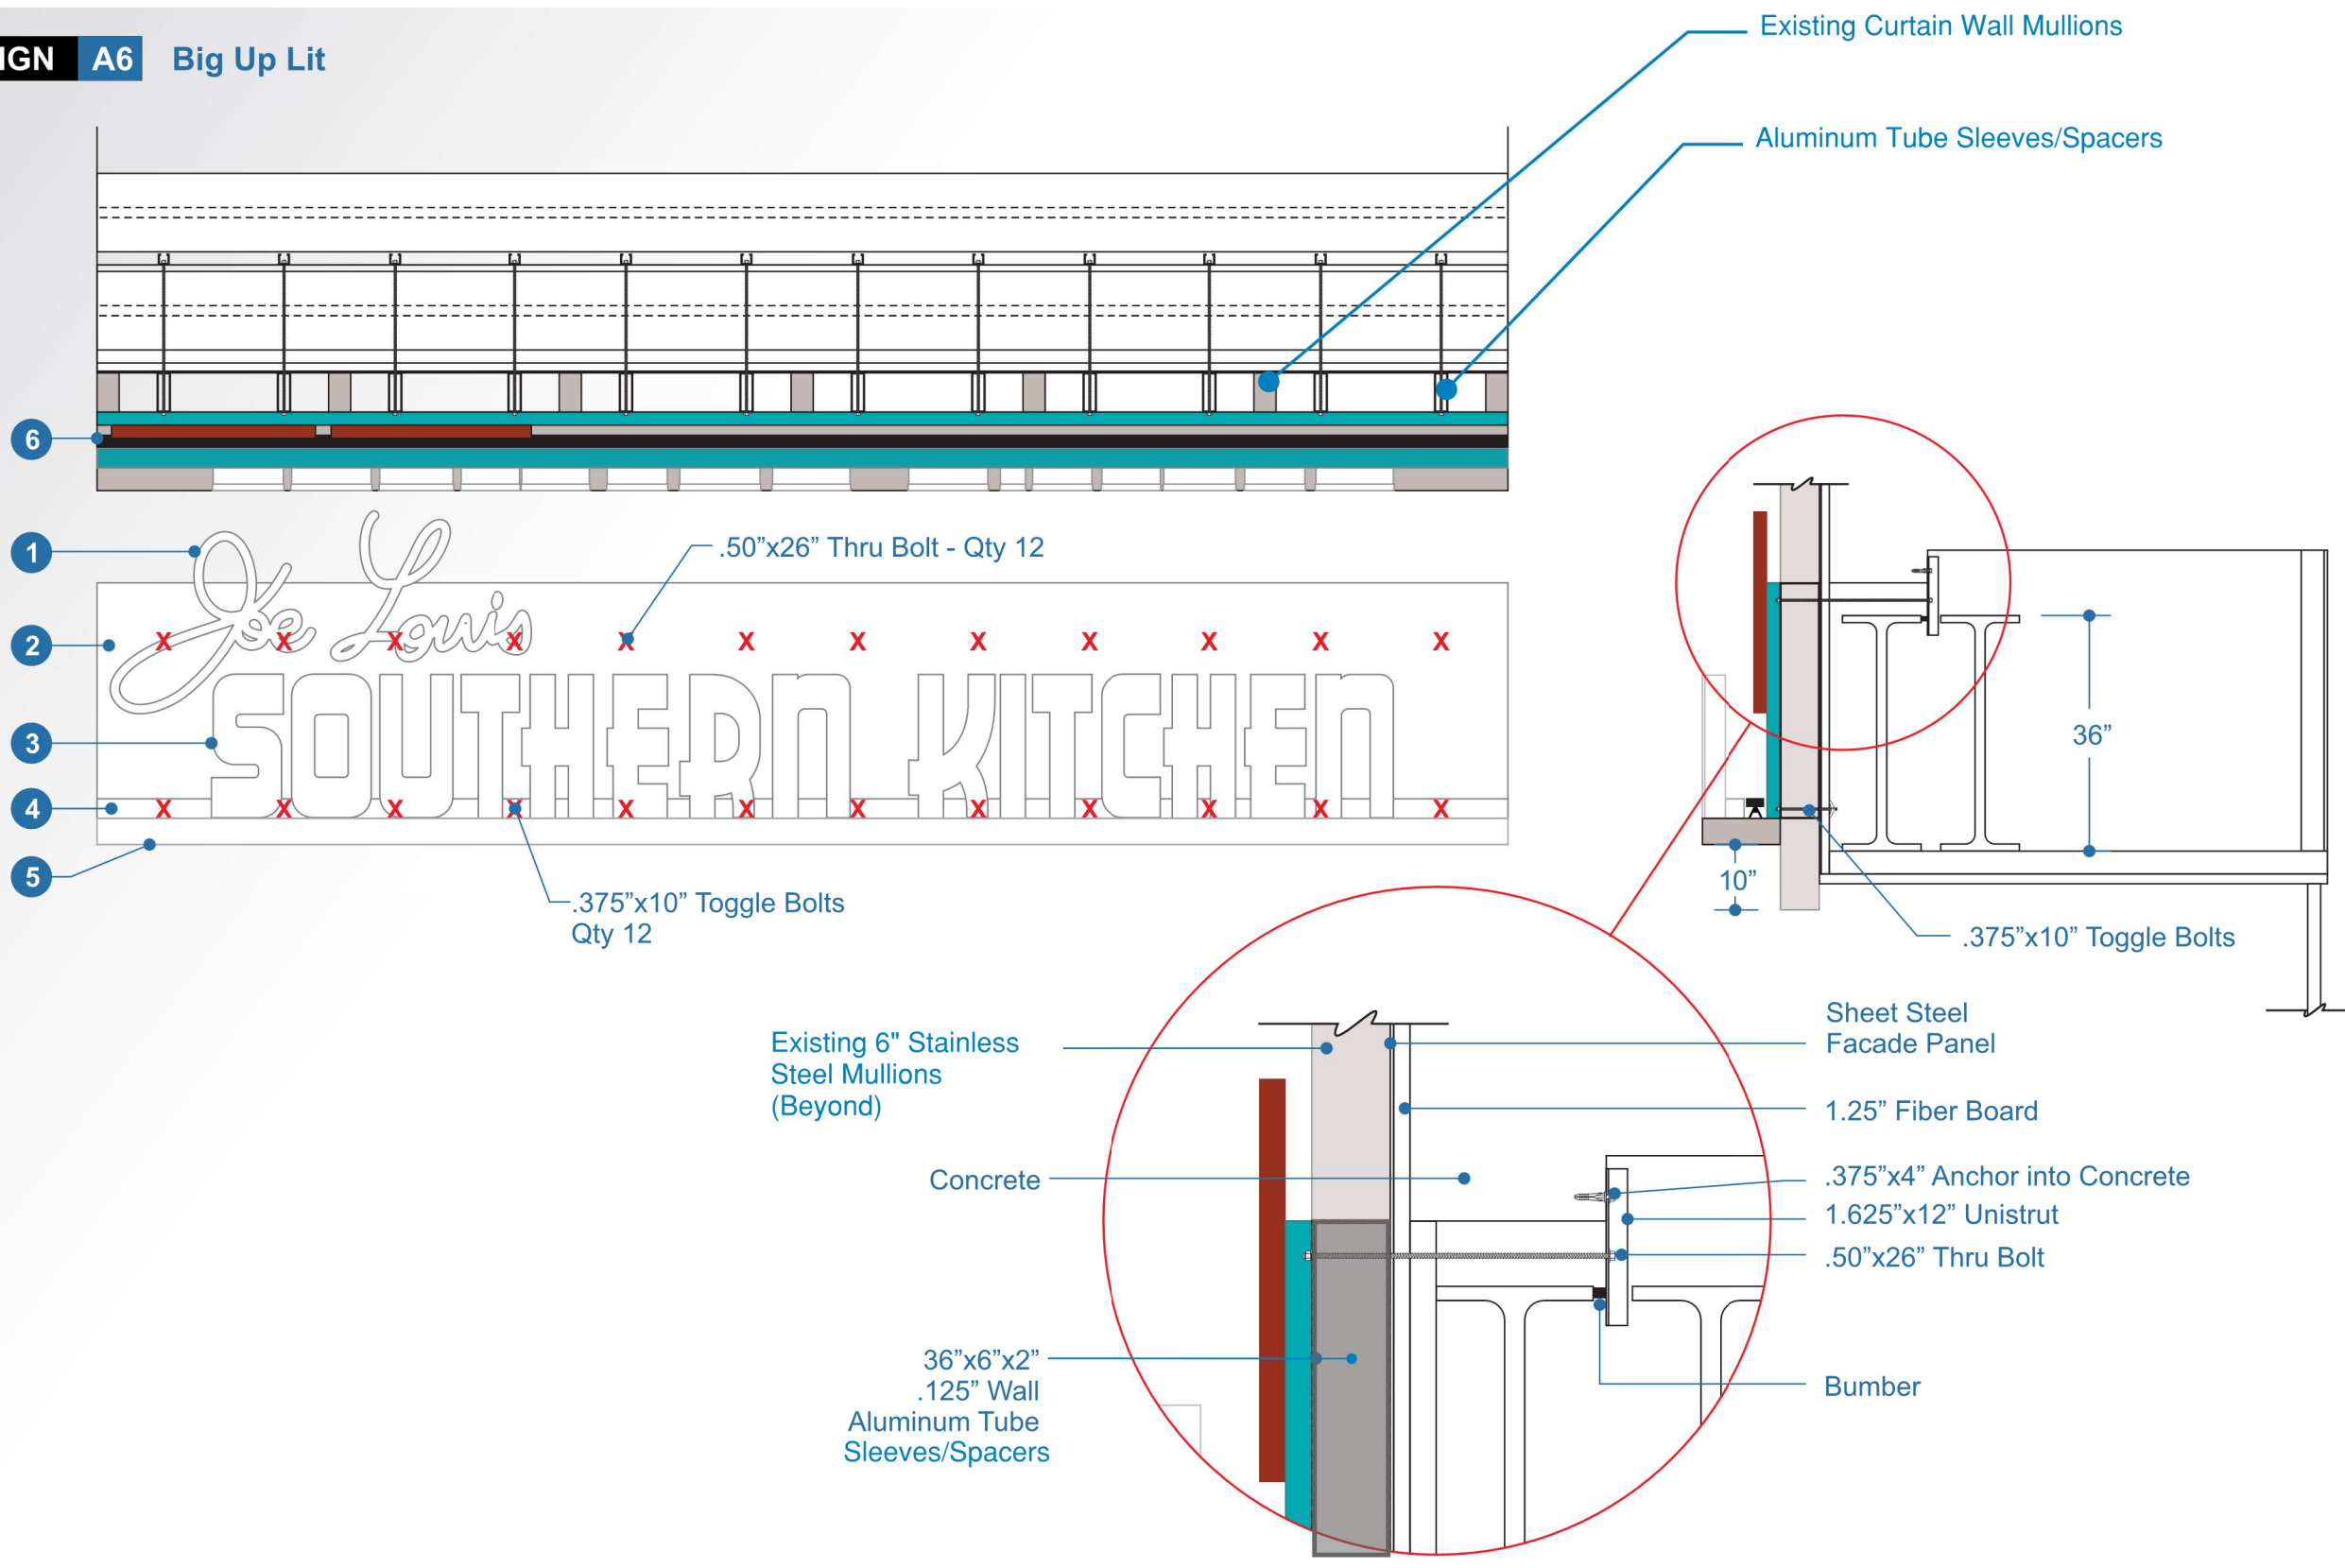 IGN A6 Big Up Lit
Existing Curtain Wall Mullions
Aluminum Tube Sleeves/Spacers
6
1
2
3
4
5
Joe Louis
SOUTHERN KITCHEN
.50”x26” Thru Bolt - Qty 12
X X X X X X X X X X X X
X X X X X X X X X X X X
.375”x10” Toggle Bolts
Qty 12
36”
10”
.375”x10” Toggle Bolts
Existing 6" Stainless
Steel Mullions
(Beyond)
Concrete
36”x6”x2”
.125” Wall
Aluminum Tube
Sleeves/Spacers
Sheet Steel
Facade Panel
1.25” Fiber Board
.375”x4” Anchor into Concrete
1.625”x12” Unistrut
.50”x26” Thru Bolt
Bumber